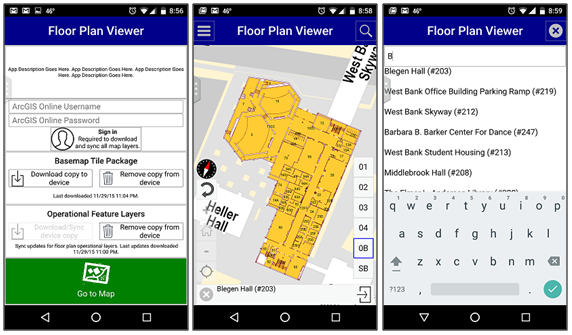 46° 8:56
Floor Plan Viewer
App Description Goes Here. App Description Goes Here. App Description Goes
Here. App Description Goes Here.
ArcGIS Online Username
ArcGIS Online Password
Sign in
Required to download
and sync all map layers.
Basemap Tile Package
Download copy to
device
Remove copy from
device
Last downloaded 11/29/15 11:04 PM.
Operational Feature Layers
Download/Sync
device copy
Remove copy from
device
Sync updates for floor plan operational layers. Last updates downloaded
11/29/15 11:00 PM.
Go to Map
46° 8:58
Floor Plan Viewer
West Bank
Skyway
Heller
Hall
01
02
03
04
0B
SB
Blegen Hall (#203)
46° 8:59
Floor Plan Viewer
B
Blegen Hall (#203)
West Bank Office Building Parking Ramp (#219)
West Bank Skyway (#212)
Barbara B. Barker Center For Dance (#247)
West Bank Student Housing (#213)
Middlebrook Hall (#208)
q w e r t y u i o p
a s d f g h j k l
z x c v b n m
?123 , .